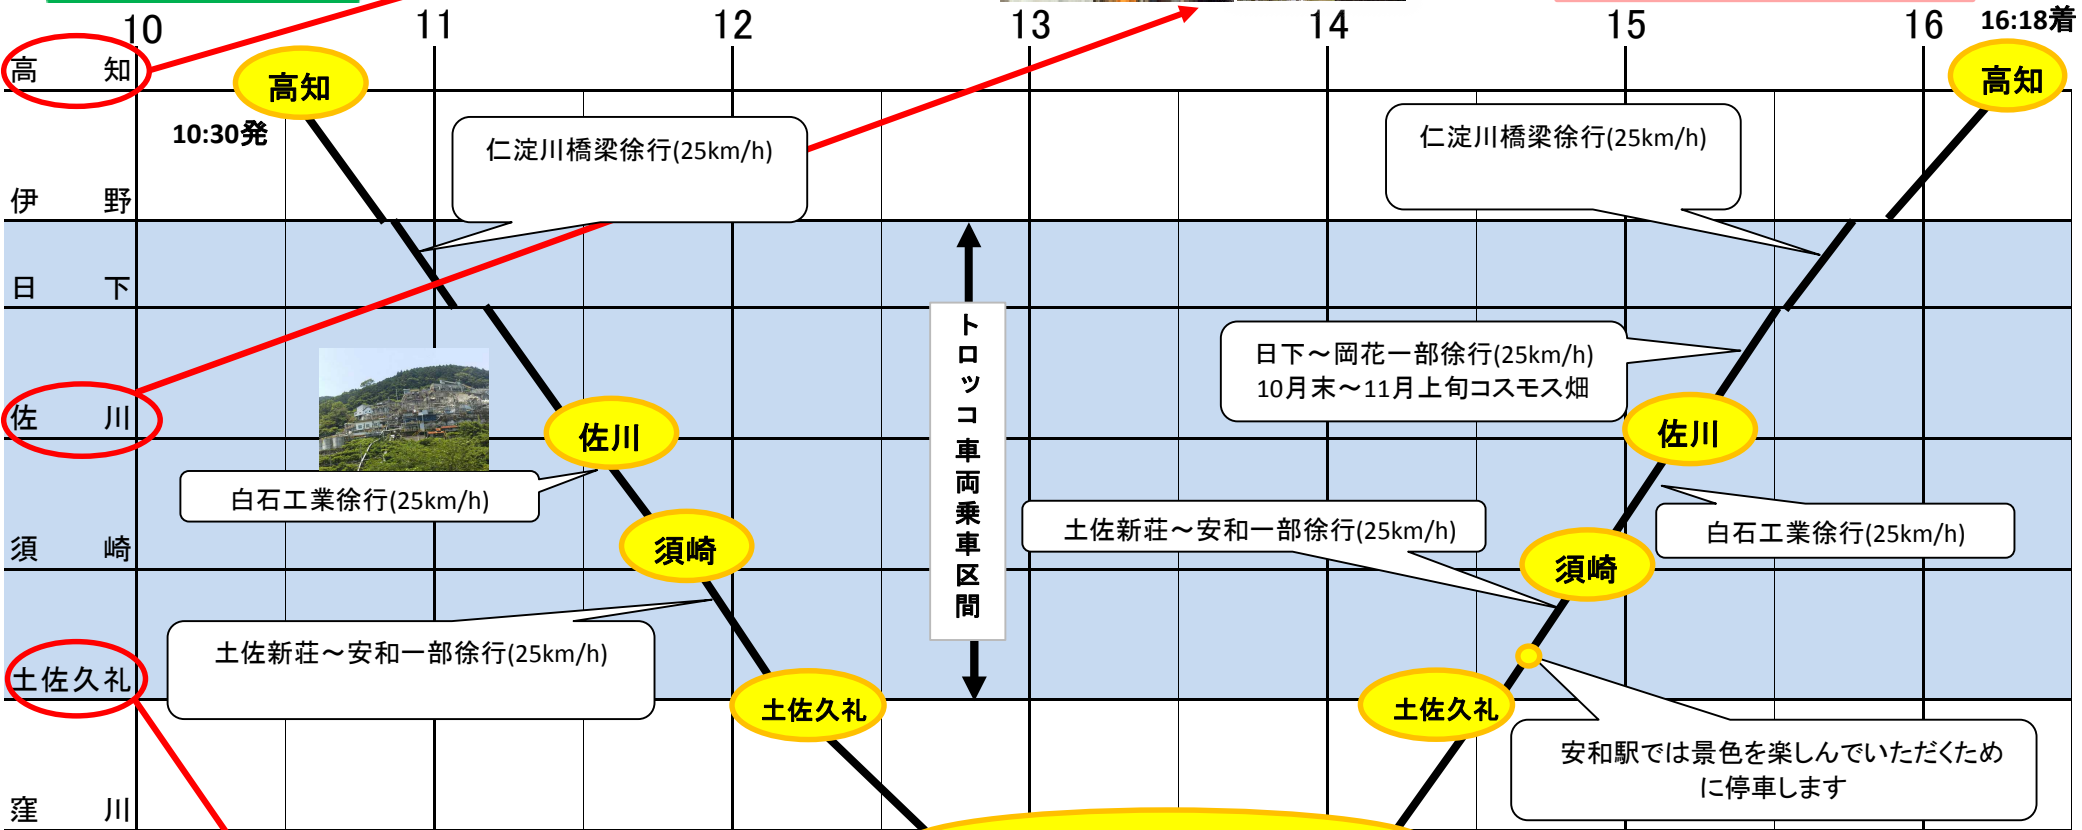 10 11 12 13 14 15 16 16:18着
高知
高知
高知
10:30発
仁淀川橋梁徐行(25km/h)
仁淀川橋梁徐行(25km/h)
伊野
日下
トロッコ車両乗車区間
日下～岡花一部徐行(25km/h)
10月末～11月上旬コスモス畑
佐川
佐川
佐川
白石工業徐行(25km/h)
土佐新荘～安和一部徐行(25km/h)
白石工業徐行(25km/h)
須崎
須崎
須崎
土佐新荘～安和一部徐行(25km/h)
土佐久礼
土佐久礼
土佐久礼
安和駅では景色を楽しんでいただくため
に停車します
窪川